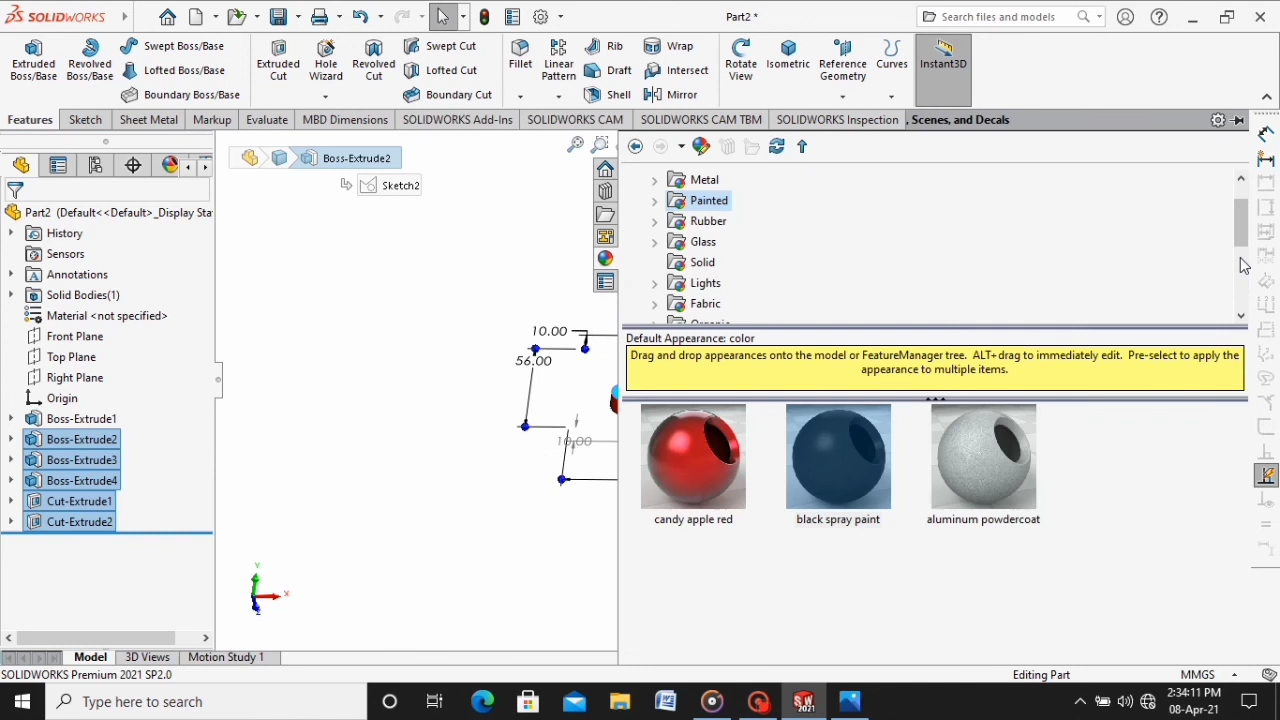 SOLIDWORKS
Part2 *
Search files and models
Extruded Boss/Base
Revolved Boss/Base
Swept Boss/Base
Lofted Boss/Base
Boundary Boss/Base
Extruded Cut
Hole Wizard
Revolved Cut
Swept Cut
Lofted Cut
Boundary Cut
Fillet
Linear Pattern
Rib
Draft
Shell
Wrap
Intersect
Mirror
Rotate View
Isometric
Reference Geometry
Curves
Instant3D
Features
Sketch
Sheet Metal
Markup
Evaluate
MBD Dimensions
SOLIDWORKS Add-Ins
SOLIDWORKS CAM
SOLIDWORKS CAM TBM
SOLIDWORKS Inspection
, Scenes, and Decals
Boss-Extrude2
Sketch2
Part2 (Default<<Default>_Display Sta
History
Sensors
Annotations
Solid Bodies(1)
Material <not specified>
Front Plane
Top Plane
Right Plane
Origin
Boss-Extrude1
Boss-Extrude2
Boss-Extrude3
Boss-Extrude4
Cut-Extrude1
Cut-Extrude2
10.00
56.00
10.00
Y
X
Z
Metal
Painted
Rubber
Glass
Solid
Lights
Fabric
Default Appearance: color
Drag and drop appearances onto the model or FeatureManager tree. ALT+drag to immediately edit. Pre-select to apply the
appearance to multiple items.
candy apple red
black spray paint
aluminum powdercoat
Model
3D Views
Motion Study 1
SOLIDWORKS Premium 2021 SP2.0
Editing Part
MMGS
Type here to search
SW
2021
2:34:11 PM
08-Apr-21